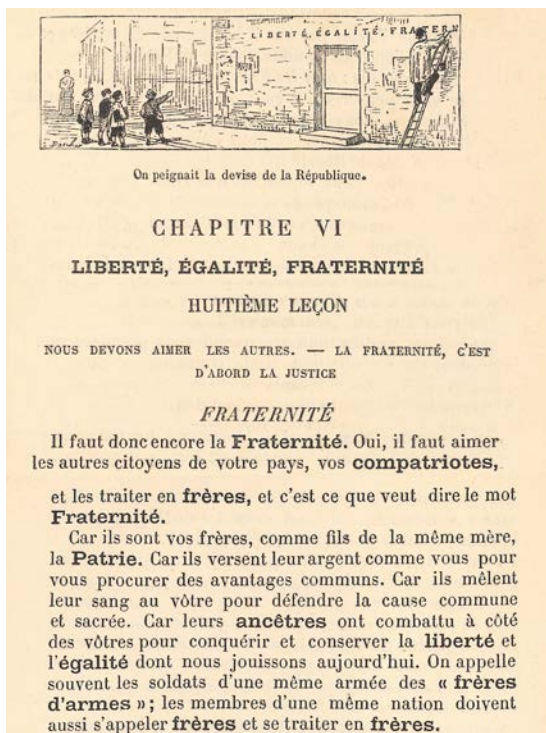 LIBERTÉ, ÉGALITÉ, FRATERN
On peignait la devise de la République.
CHAPITRE VI
LIBERTÉ, ÉGALITÉ, FRATERNITÉ
HUITIÈME LEÇON
NOUS DEVONS AIMER LES AUTRES. — LA FRATERNITÉ, C'EST
D'ABORD LA JUSTICE
FRATERNITÉ
Il faut donc encore la Fraternité. Oui, il faut aimer
les autres citoyens de votre pays, vos compatriotes,
et les traiter en frères, et c'est ce que veut dire le mot
Fraternité.
Car ils sont vos frères, comme fils de la même mère,
la Patrie. Car ils versent leur argent comme vous pour
vous procurer des avantages communs. Car ils mêlent
leur sang au vôtre pour défendre la cause commune
et sacrée. Car leurs ancêtres ont combattu à côté
des vôtres pour conquérir et conserver la liberté et
l'égalité dont nous jouissons aujourd'hui. On appelle
souvent les soldats d'une même armée des « frères
d'armes » ; les membres d'une même nation doivent
aussi s'appeler frères et se traiter en frères.